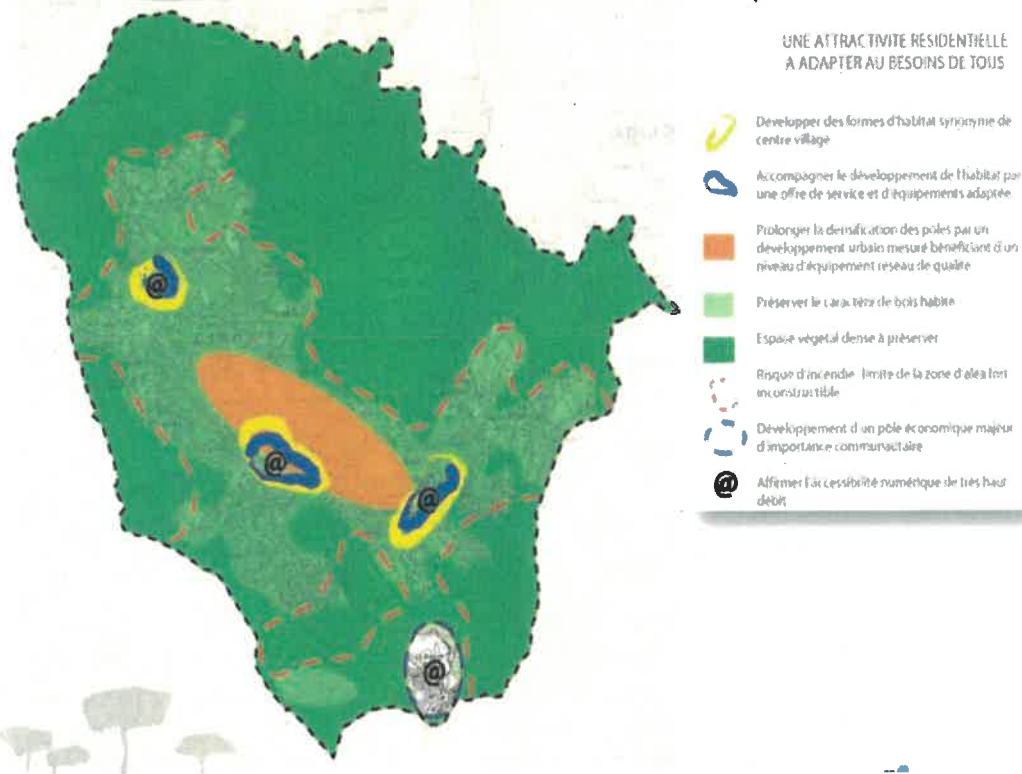 UNE ATTRACTIVITE RESIDENTIELLE
A ADAPTER AU BESOINS DE TOUS
Developper des formes d'habitat synonyme de
centre village
Accompagner le développement de l'habitat par
une offre de service et d'équipements adaptée
Prolonger la densification des pôles par un
développement urbain mesuré bénéficiant d'un
niveau d'équipement réseau de qualité
Préserver le caractère de bois habité
Espace végétal dense à préserver
Risque d'incendie limite de la zone d'aléa fort
inconstructible
Développement d'un pôle économique majeur
d'importance communautaire
@ Affirmer l'accessibilité numérique de très haut
débit
@
@
@
@